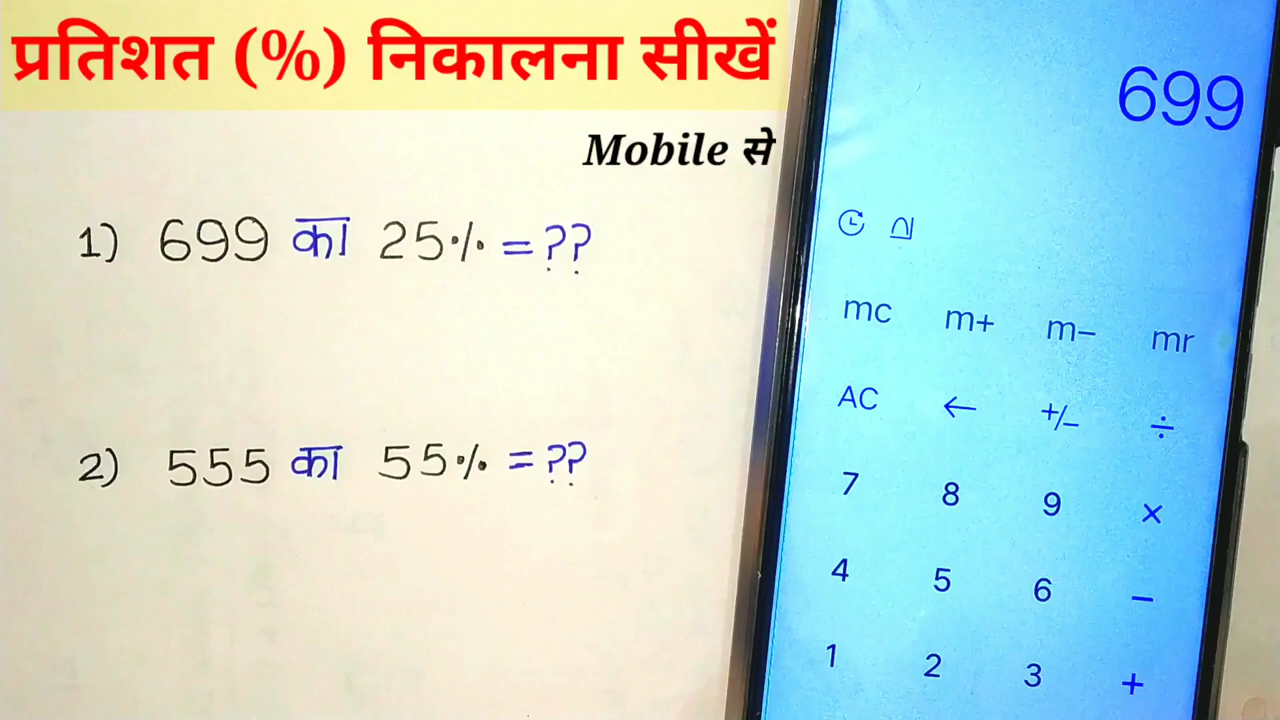 प्रतिशत (%) निकालना सीखें
Mobile से
1) 699 का 25% = ??
2) 555 का 55% = ??
699
mc m+ m− mr
AC ← +/− ÷
7 8 9 ×
4 5 6 −
1 2 3 +